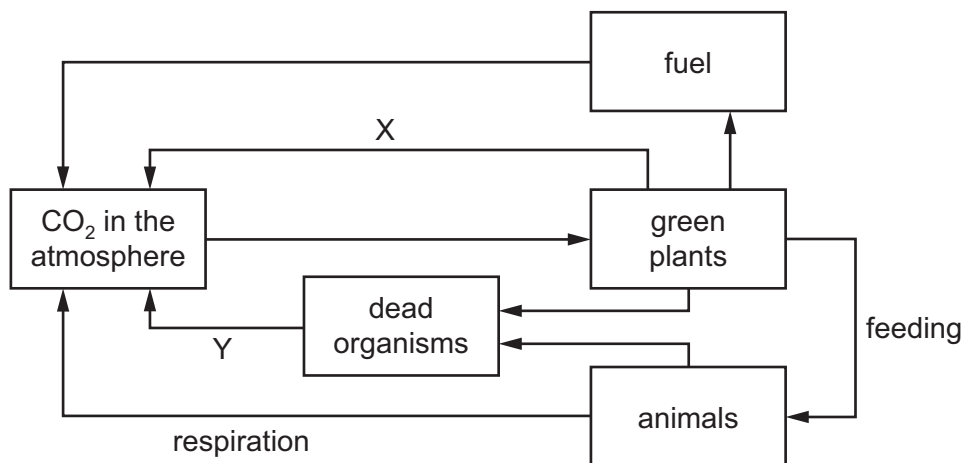 fuel
X
CO₂ in the
atmosphere
green
plants
dead
organisms
feeding
Y
animals
respiration